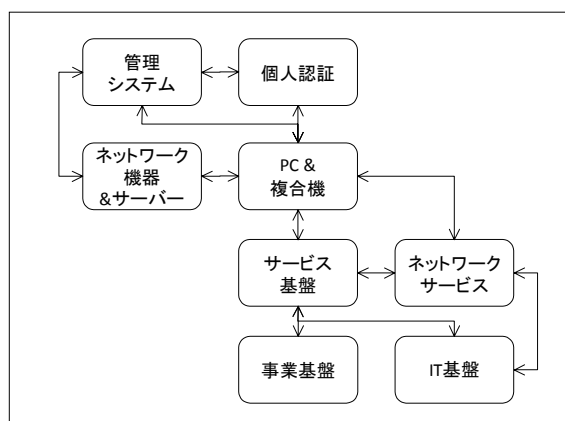 管理
システム
個人認証
ネットワーク
機器
&サーバー
PC &
複合機
サービス
基盤
ネットワーク
サービス
事業基盤
IT基盤